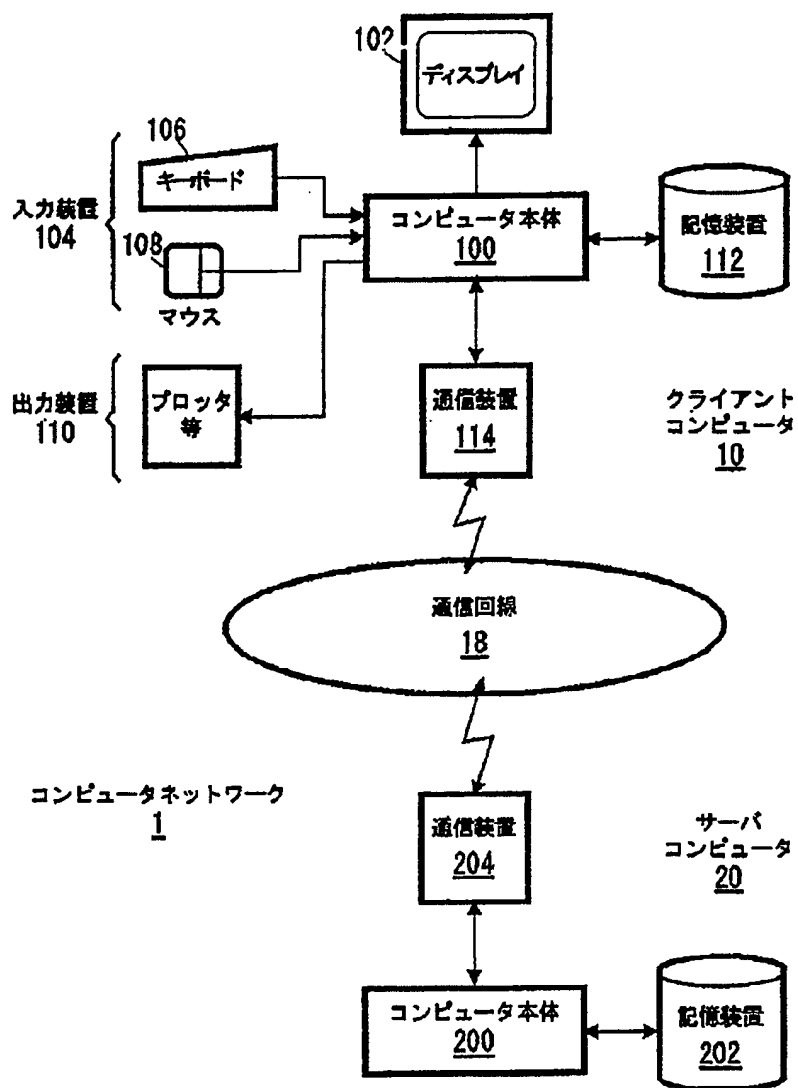 102
ディスプレイ
106
キーボード
入力装置
104
108
マウス
コンピュータ本体
100
記憶装置
112
出力装置
110
プロッタ
等
通信装置
114
クライアント
コンピュータ
10
通信回線
18
コンピュータネットワーク
1
通信装置
204
サーバ
コンピュータ
20
コンピュータ本体
200
記憶装置
202